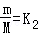 m/M = K₂